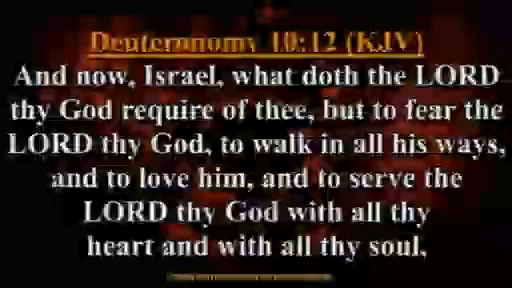 Deuteronomy 10:12 (KJV)
And now, Israel, what doth the LORD
thy God require of thee, but to fear the
LORD thy God, to walk in all his ways,
and to love him, and to serve the
LORD thy God with all thy
heart and with all thy soul,